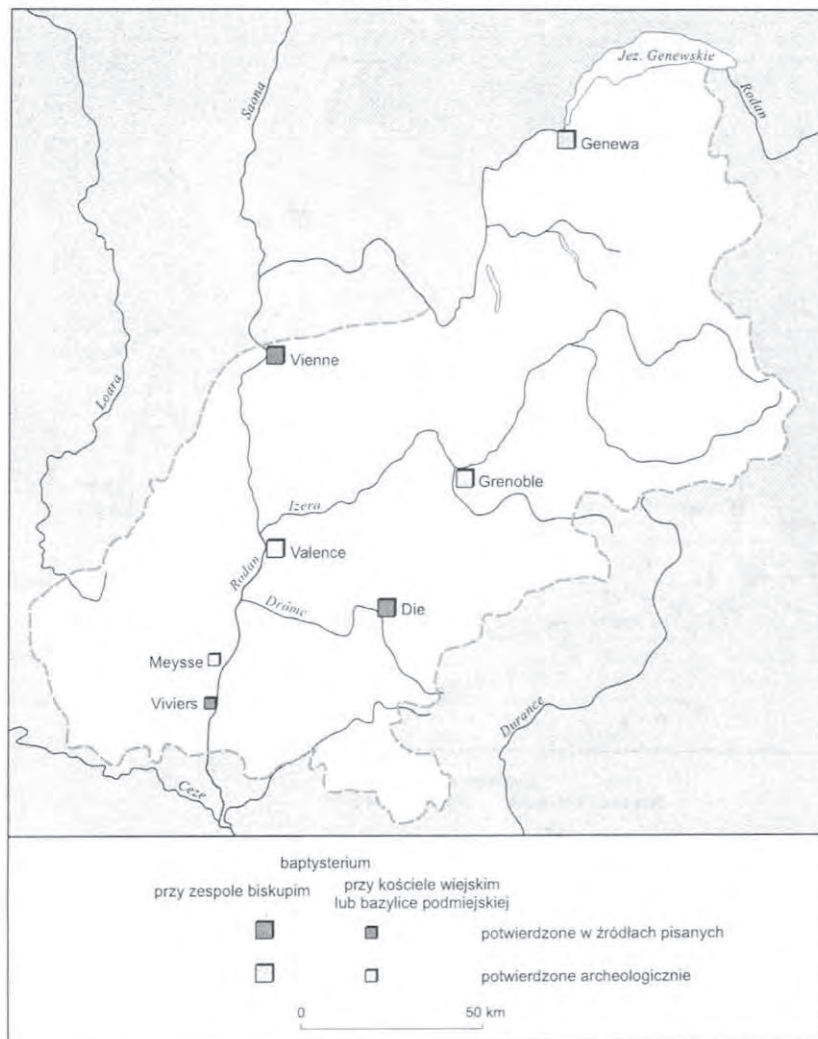 Jez. Genewskie
Rodan
Saona
Genewa
Loara
Vienne
Grenoble
Izera
Valence
Rodan
Drôme
Die
Meysse
Viviers
Durance
Ceze
baptysterium
przy zespole biskupim
przy kościele wiejskim
lub bazylice podmiejskiej
potwierdzone w źródłach pisanych
potwierdzone archeologicznie
0 50 km